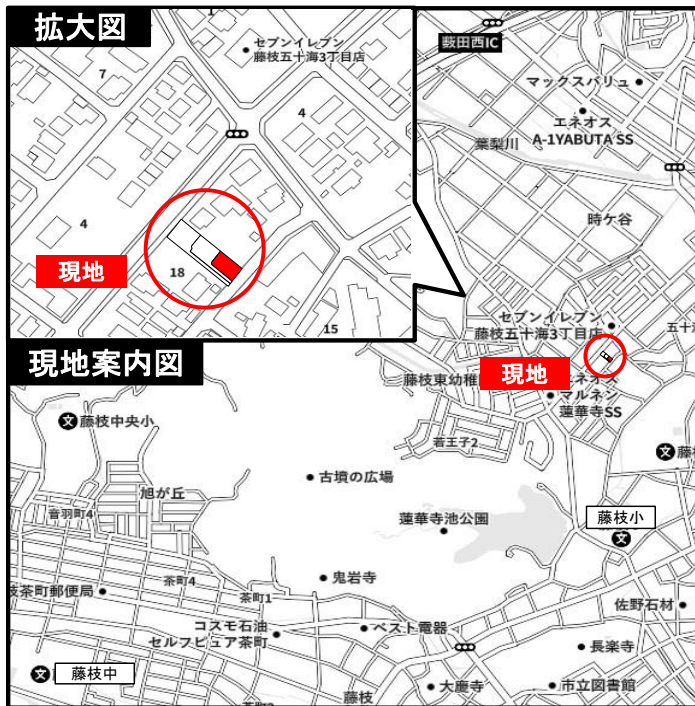 拡大図
1
セブンイレブン
藤枝五十海3丁目店
7
4
4
現地
18
15
薮田西IC
マックスバリュ
エネオス
A-1YABUTA SS
葉梨川
時ケ谷
セブンイレブン
藤枝五十海3丁目店
五十海
現地案内図
藤枝東幼稚
現地
エネオス
マルネン
蓮華寺SS
文
藤枝中央小
若王子2
文
藤枝
古墳の広場
旭が丘
音羽町4
蓮華寺池公園
藤枝小
文
茶町4
鬼岩寺
茶町1
枝茶町郵便局
佐野石材
コスモ石油
セルフピュア茶町
ベスト電器
長楽寺
文
藤枝中
藤枝
大慶寺
市立図書館